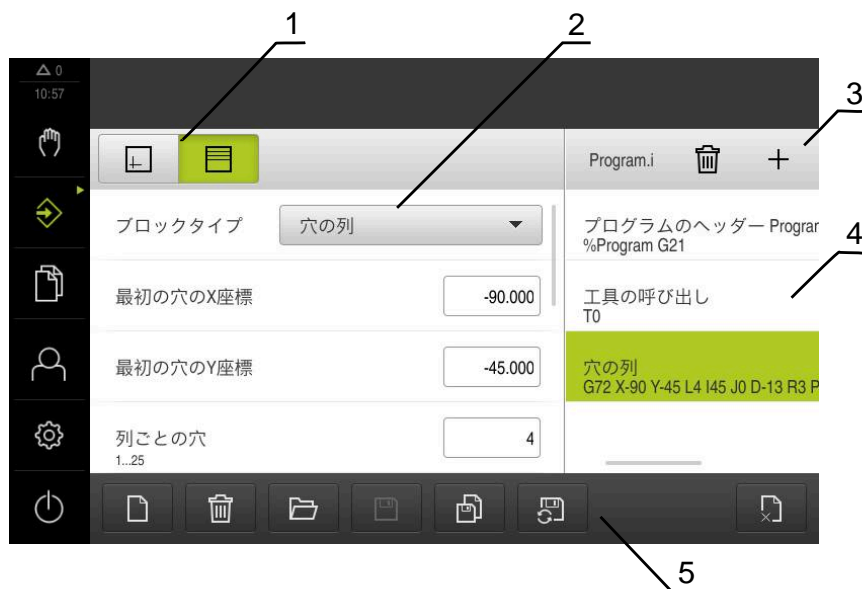 1
2
3
0
10:57
Program.i
ブロックタイプ
穴の列
プログラムのヘッダー Program
%Program G21
4
最初の穴のX座標
-90.000
工具の呼び出し
T0
最初の穴のY座標
-45.000
穴の列
G72 X-90 Y-45 L4 I45 J0 D-13 R3 P
列ごとの穴
1...25
4
5